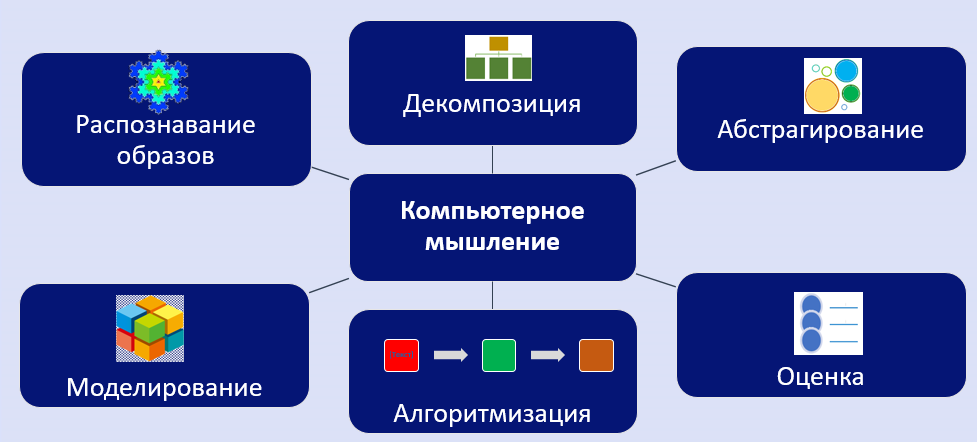 Распознавание
образов
Декомпозиция
Абстрагирование
Компьютерное
мышление
Моделирование
Алгоритмизация
Оценка